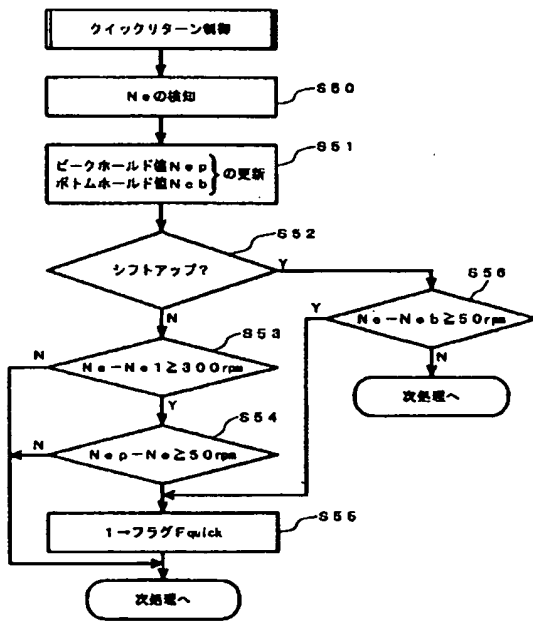 クイックリターン制御
Neの検知
S50
ピークホールド値Nep
ボトムホールド値Neb
の更新
S51
シフトアップ?
S52
Y
N
Ne−Neb≧50rpm
S56
Y
N
次処理へ
Ne−Ne1≧300rpm
S53
N
Y
Nep−Ne≧50rpm
S54
N
Y
1→フラグFquick
S55
次処理へ